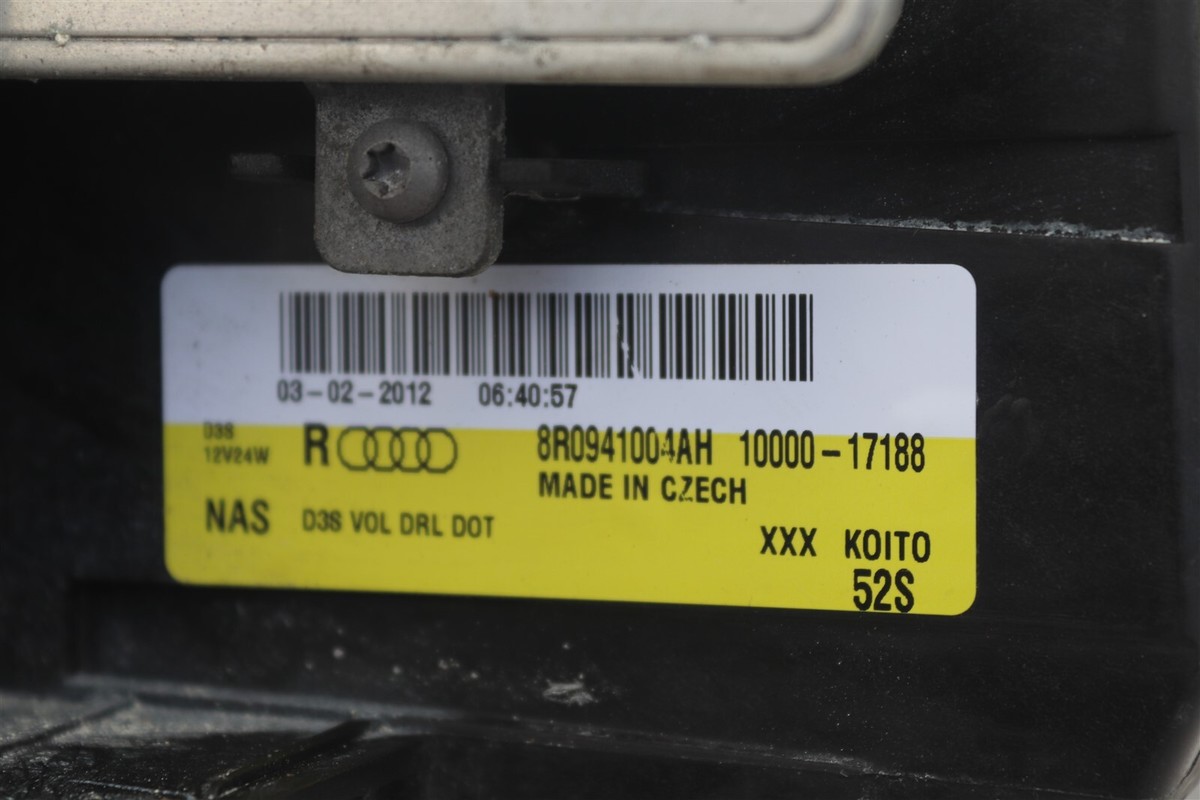 03-02-2012 06:40:57
D3S
12V24W
R 8R0941004AH 10000-17188
MADE IN CZECH
NAS D3S VOL DRL DOT
XXX KOITO
52S